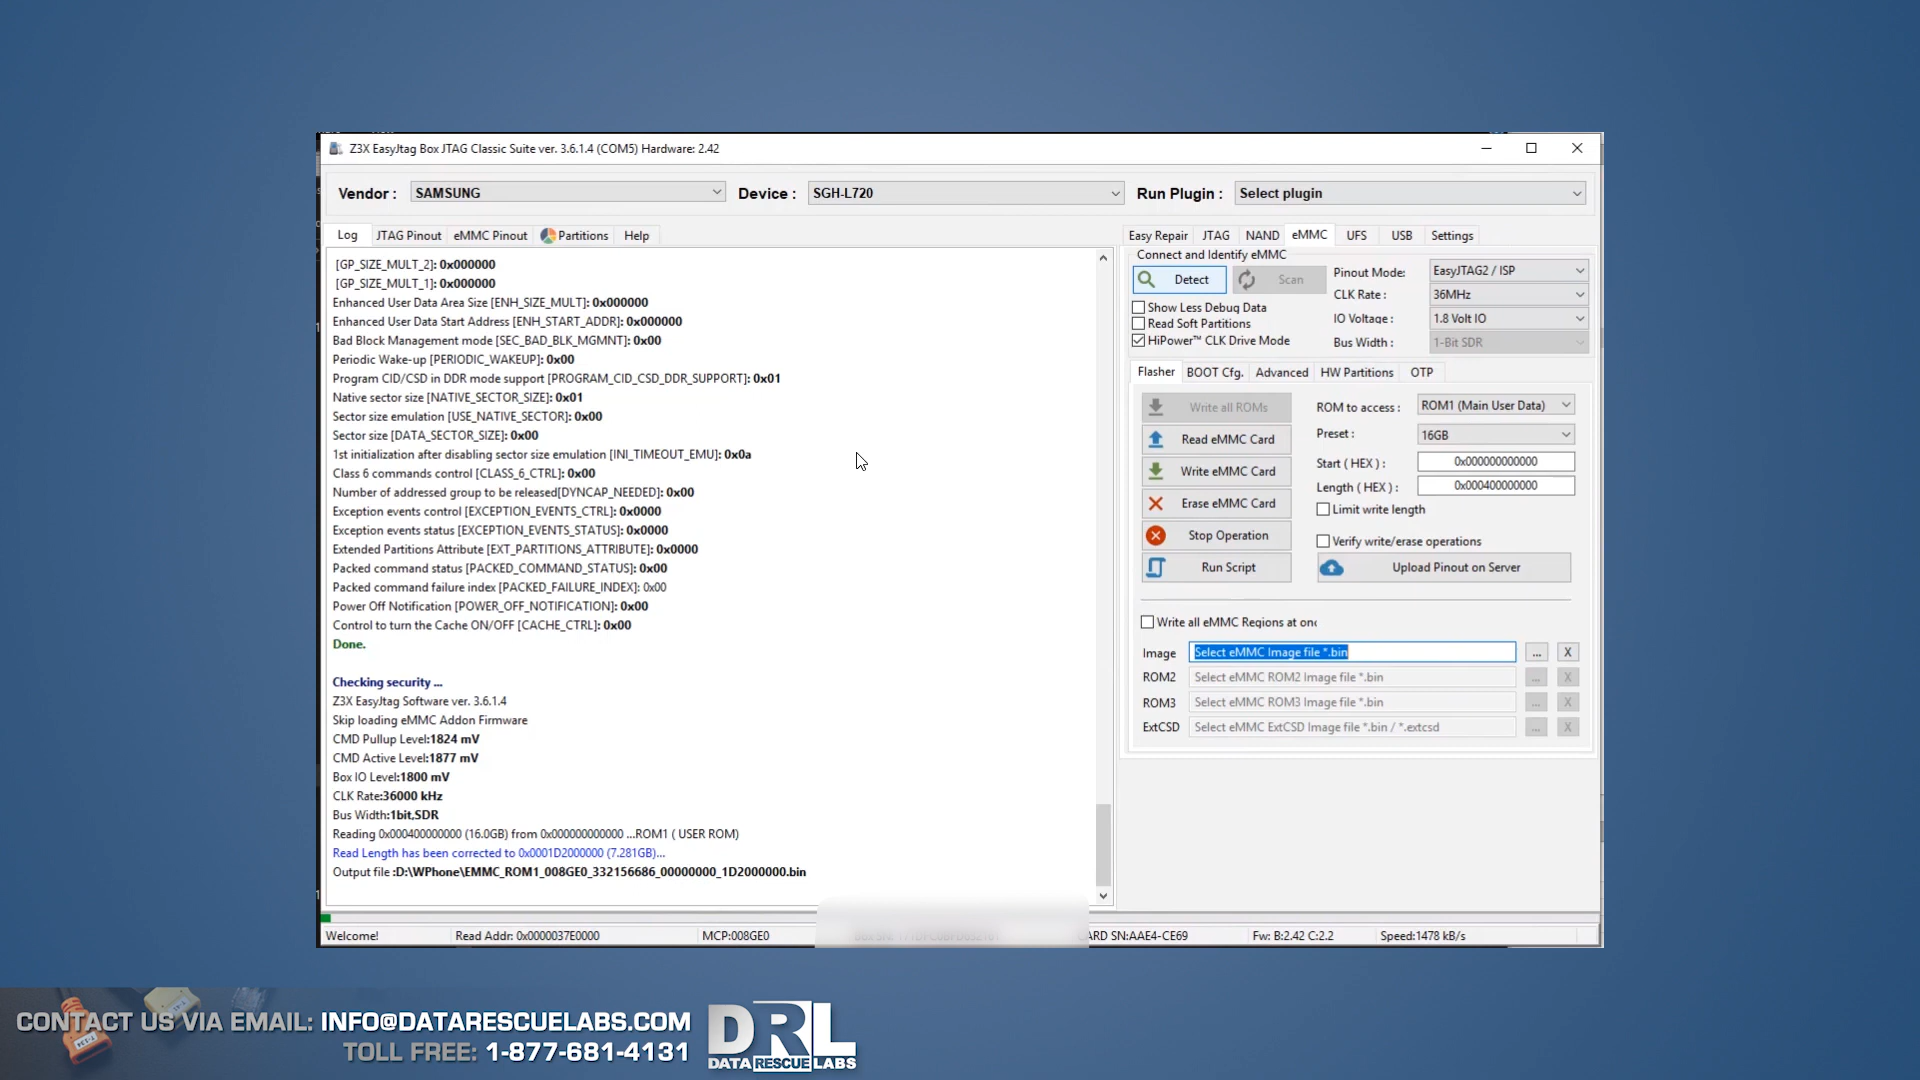 Z3X EasyJtag Box JTAG Classic Suite ver. 3.6.1.4 (COM5) Hardware: 2.42
Vendor : SAMSUNG Device : SGH-L720 Run Plugin : Select plugin
Log JTAG Pinout eMMC Pinout Partitions Help
[GP_SIZE_MULT_2]: 0x000000
[GP_SIZE_MULT_1]: 0x000000
Enhanced User Data Area Size [ENH_SIZE_MULT]: 0x000000
Enhanced User Data Start Address [ENH_START_ADDR]: 0x000000
Bad Block Management mode [SEC_BAD_BLK_MGMNT]: 0x00
Periodic Wake-up [PERIODIC_WAKEUP]: 0x00
Program CID/CSD in DDR mode support [PROGRAM_CID_CSD_DDR_SUPPORT]: 0x01
Native sector size [NATIVE_SECTOR_SIZE]: 0x01
Sector size emulation [USE_NATIVE_SECTOR]: 0x00
Sector size [DATA_SECTOR_SIZE]: 0x00
1st initialization after disabling sector size emulation [INI_TIMEOUT_EMU]: 0x0a
Class 6 commands control [CLASS_6_CTRL]: 0x00
Number of addressed group to be released[DYNCAP_NEEDED]: 0x00
Exception events control [EXCEPTION_EVENTS_CTRL]: 0x0000
Exception events status [EXCEPTION_EVENTS_STATUS]: 0x0000
Extended Partitions Attribute [EXT_PARTITIONS_ATTRIBUTE]: 0x0000
Packed command status [PACKED_COMMAND_STATUS]: 0x00
Packed command failure index [PACKED_FAILURE_INDEX]: 0x00
Power Off Notification [POWER_OFF_NOTIFICATION]: 0x00
Control to turn the Cache ON/OFF [CACHE_CTRL]: 0x00
Done.
Checking security ...
Z3X EasyJtag Software ver. 3.6.1.4
Skip loading eMMC Addon Firmware
CMD Pullup Level:1824 mV
CMD Active Level:1877 mV
Box IO Level:1800 mV
CLK Rate:36000 kHz
Bus Width:1bit,SDR
Reading 0x000400000000 (16.0GB) from 0x000000000000 ...ROM1 ( USER ROM)
Read Length has been corrected to 0x0001D2000000 (7.281GB)...
Output file :D:\WPhone\EMMC_ROM1_008GE0_332156686_00000000_1D2000000.bin
Easy Repair JTAG NAND eMMC UFS USB Settings
Connect and Identify eMMC
Detect Scan
Show Less Debug Data
Read Soft Partitions
HiPower™ CLK Drive Mode
Pinout Mode: EasyJTAG2 / ISP
CLK Rate : 36MHz
IO Voltage : 1.8 Volt IO
Bus Width : 1-Bit SDR
Flasher BOOT Cfg. Advanced HW Partitions OTP
Write all ROMs
Read eMMC Card
Write eMMC Card
Erase eMMC Card
Stop Operation
Run Script
ROM to access : ROM1 (Main User Data)
Preset : 16GB
Start ( HEX ) : 0x000000000000
Length ( HEX ) : 0x000400000000
Limit write length
Verify write/erase operations
Upload Pinout on Server
Write all eMMC Regions at onc
Image Select eMMC Image file *.bin ... X
ROM2 Select eMMC ROM2 Image file *.bin ... X
ROM3 Select eMMC ROM3 Image file *.bin ... X
ExtCSD Select eMMC ExtCSD Image file *.bin / *.extcsd ... X
Welcome! Read Addr: 0x0000037E0000 MCP:008GE0 ARD SN:AAE4-CE69 Fw: B:2.42 C:2.2 Speed:1478 kB/s
CONTACT US VIA EMAIL: INFO@DATARESCUELABS.COM
TOLL FREE: 1-877-681-4131
DRL
DATA RESCUE LABS